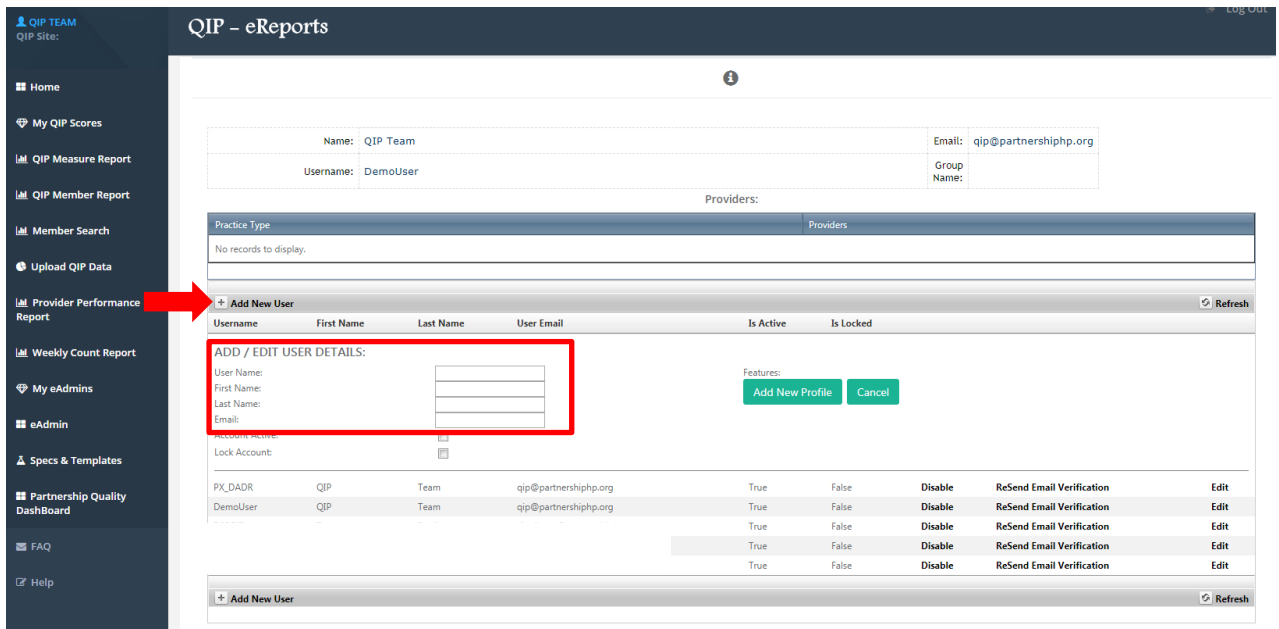 QIP TEAM
QIP Site:
QIP – eReports
Log Out
Home
My QIP Scores
QIP Measure Report
QIP Member Report
Member Search
Upload QIP Data
Provider Performance
Report
Weekly Count Report
My eAdmins
eAdmin
Specs & Templates
Partnership Quality
DashBoard
FAQ
Help
Name: QIP Team Email: qip@partnershiphp.org
Username: DemoUser Group
Name:
Providers:
Practice Type Providers
No records to display.
Add New User Refresh
Username First Name Last Name User Email Is Active Is Locked
ADD / EDIT USER DETAILS:
User Name: Features:
First Name: Add New Profile Cancel
Last Name:
Email:
Account Active:
Lock Account:
PX_DADR QIP Team qip@partnershiphp.org True False Disable ReSend Email Verification Edit
DemoUser QIP Team qip@partnershiphp.org True False Disable ReSend Email Verification Edit
True False Disable ReSend Email Verification Edit
True False Disable ReSend Email Verification Edit
True False Disable ReSend Email Verification Edit
Add New User Refresh